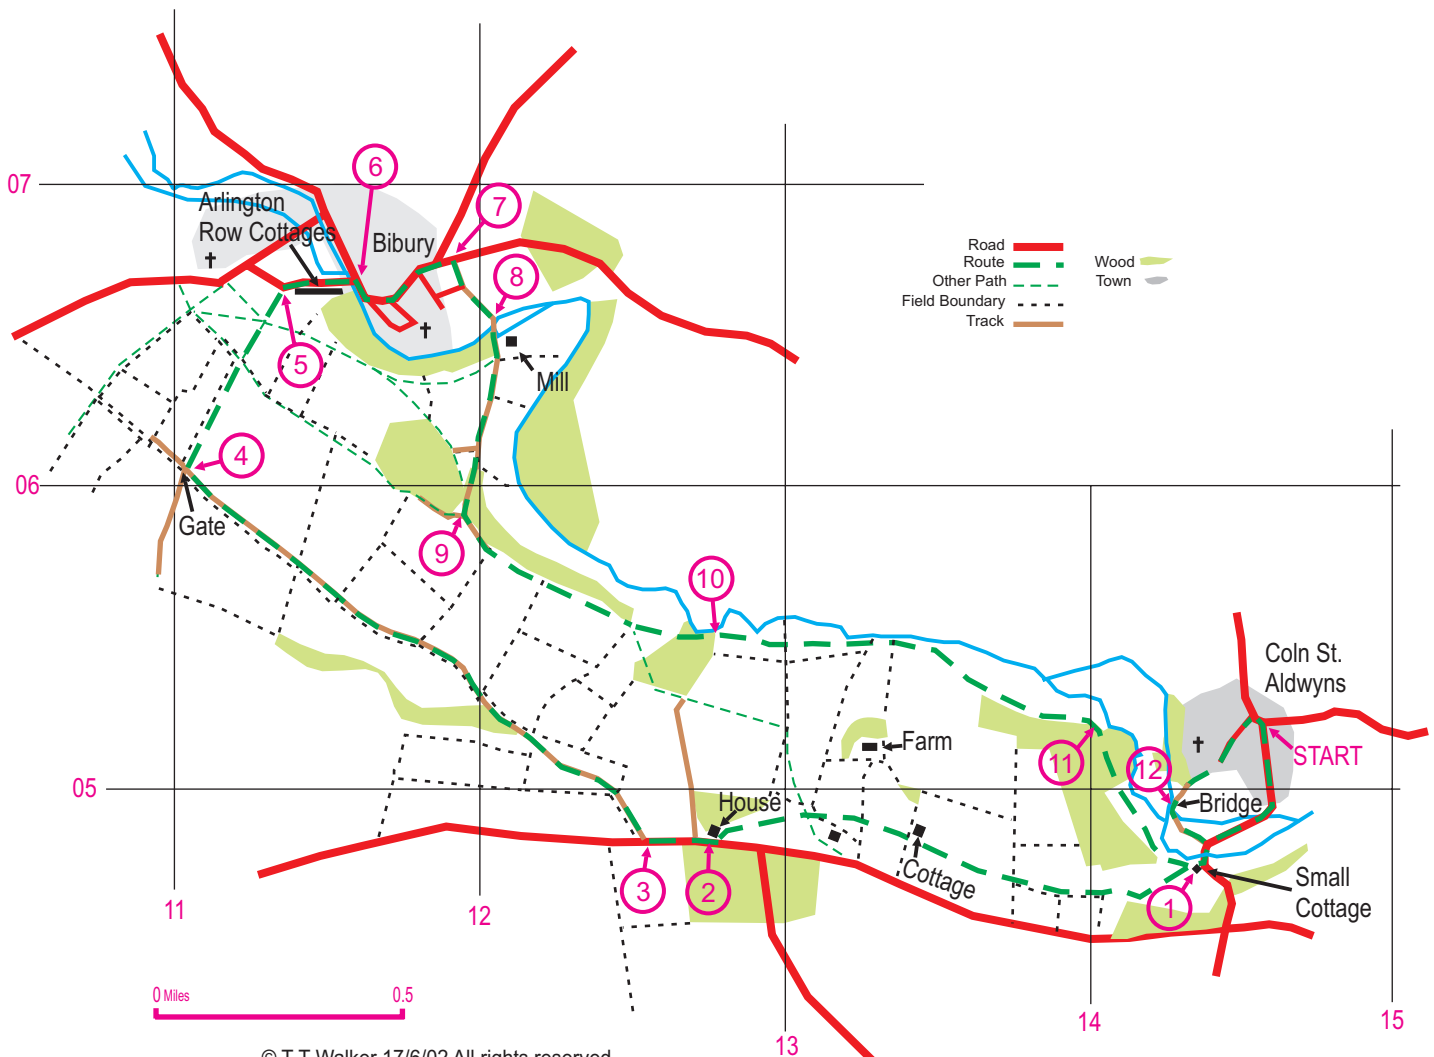 07
6
7
Arlington
Row Cottages
Bibury
8
Road
Route
Other Path
Field Boundary
Track
Wood
Town
5
Mill
4
06
Gate
9
10
Coln St.
Aldwyns
START
Farm
11
12
05
House
Bridge
Cottage
3
2
1
Small
Cottage
11
12
0 Miles
0.5
14
15
13
© T.T.Walker 17/6/02 All rights reserved